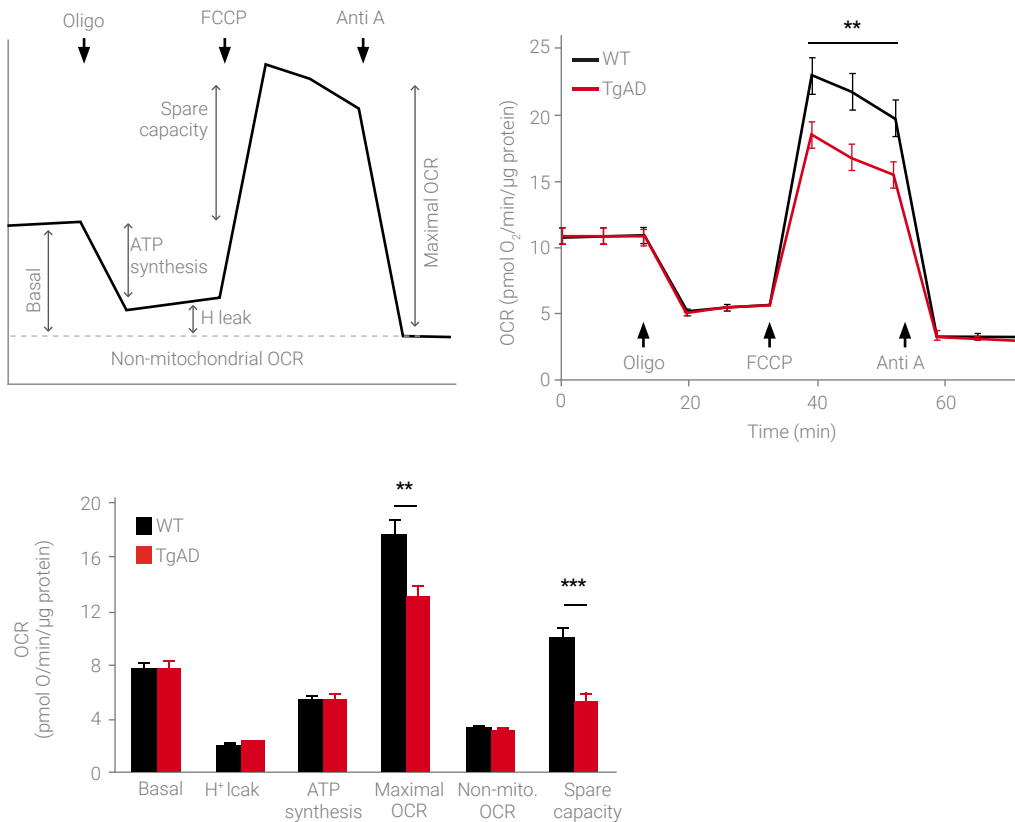 Oligo FCCP Anti A
Spare
capacity
ATP
synthesis
Basal
H leak
Maximal OCR
Non-mitochondrial OCR
**
WT
TgAD
OCR (pmol O₂/min/µg protein)
25
20
15
10
5
0
Oligo FCCP Anti A
0 20 40 60
Time (min)
OCR
(pmol O/min/µg protein)
20
16
12
8
4
0
WT
TgAD
**
***
Basal H⁺ lcak ATP Maximal Non-mito. Spare
synthesis OCR OCR capacity